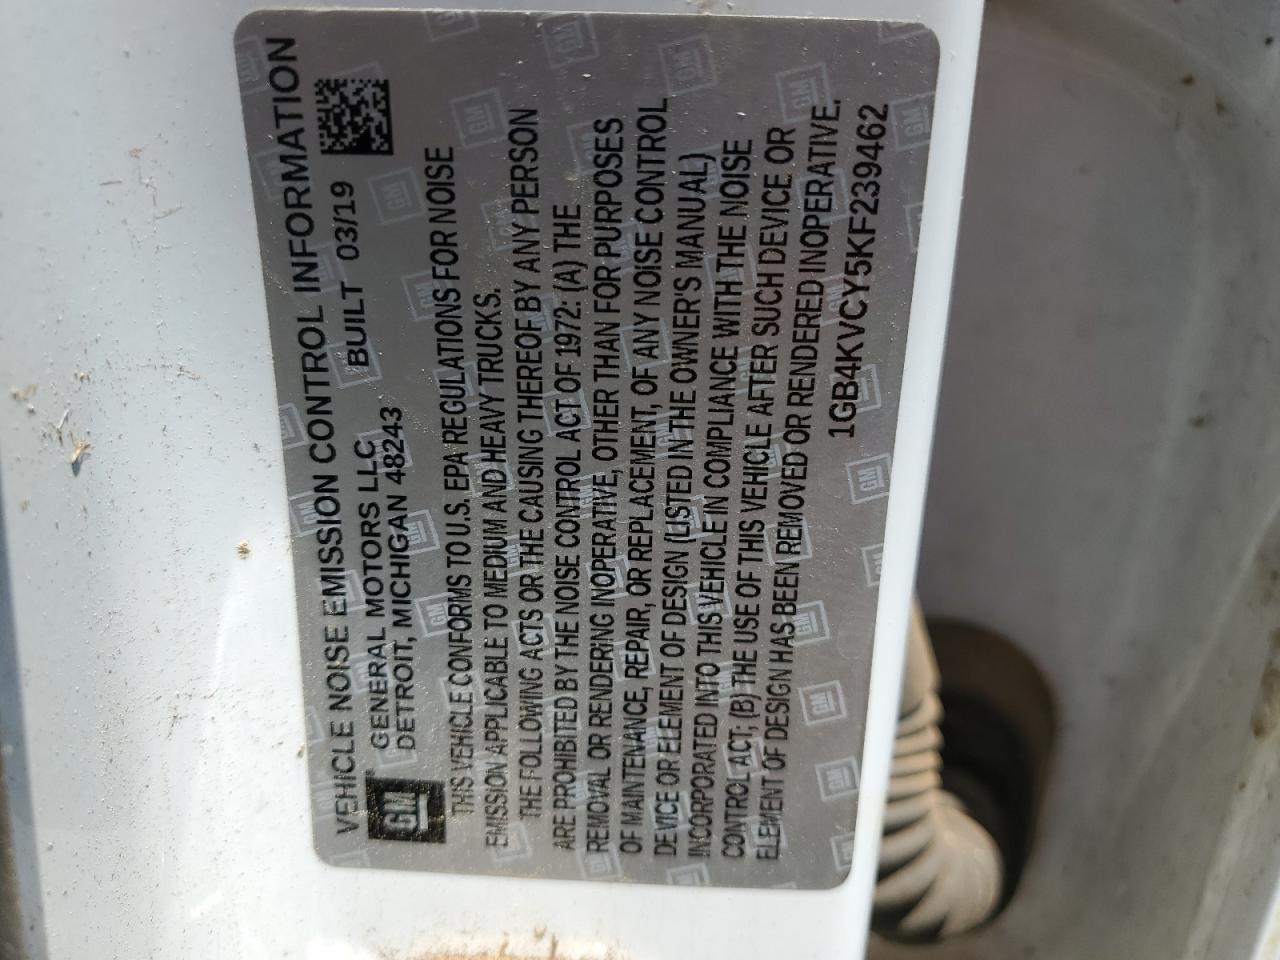 VEHICLE NOISE EMISSION CONTROL INFORMATION
GM
GENERAL MOTORS LLC
DETROIT, MICHIGAN 48243
BUILT 03/19
THIS VEHICLE CONFORMS TO U.S. EPA REGULATIONS FOR NOISE
EMISSION APPLICABLE TO MEDIUM AND HEAVY TRUCKS.
THE FOLLOWING ACTS OR THE CAUSING THEREOF BY ANY PERSON
ARE PROHIBITED BY THE NOISE CONTROL ACT OF 1972: (A) THE
REMOVAL OR RENDERING INOPERATIVE, OTHER THAN FOR PURPOSES
OF MAINTENANCE, REPAIR, OR REPLACEMENT, OF ANY NOISE CONTROL
DEVICE OR ELEMENT OF DESIGN (LISTED IN THE OWNER'S MANUAL)
INCORPORATED INTO THIS VEHICLE IN COMPLIANCE WITH THE NOISE
CONTROL ACT; (B) THE USE OF THIS VEHICLE AFTER SUCH DEVICE OR
ELEMENT OF DESIGN HAS BEEN REMOVED OR RENDERED INOPERATIVE.
1GB4KVCY5KF239462